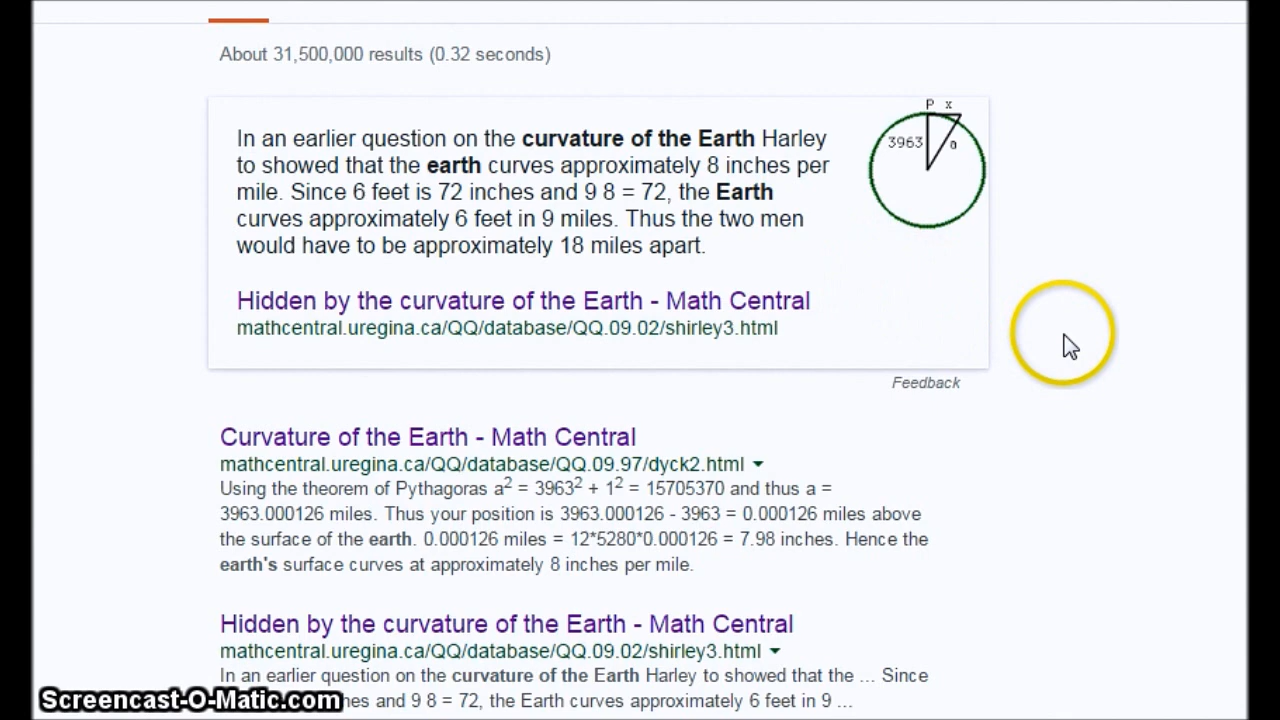 About 31,500,000 results (0.32 seconds)
In an earlier question on the curvature of the Earth Harley
to showed that the earth curves approximately 8 inches per
mile. Since 6 feet is 72 inches and 9 8 = 72, the Earth
curves approximately 6 feet in 9 miles. Thus the two men
would have to be approximately 18 miles apart.
P x
3963 a
Hidden by the curvature of the Earth - Math Central
mathcentral.uregina.ca/QQ/database/QQ.09.02/shirley3.html
Feedback
Curvature of the Earth - Math Central
mathcentral.uregina.ca/QQ/database/QQ.09.97/dyck2.html
Using the theorem of Pythagoras a² = 3963² + 1² = 15705370 and thus a =
3963.000126 miles. Thus your position is 3963.000126 - 3963 = 0.000126 miles above
the surface of the earth. 0.000126 miles = 12*5280*0.000126 = 7.98 inches. Hence the
earth's surface curves at approximately 8 inches per mile.
Hidden by the curvature of the Earth - Math Central
mathcentral.uregina.ca/QQ/database/QQ.09.02/shirley3.html
In an earlier question on the curvature of the Earth Harley to showed that the ... Since
hes and 9 8 = 72, the Earth curves approximately 6 feet in 9 ...
Screencast-O-Matic.com